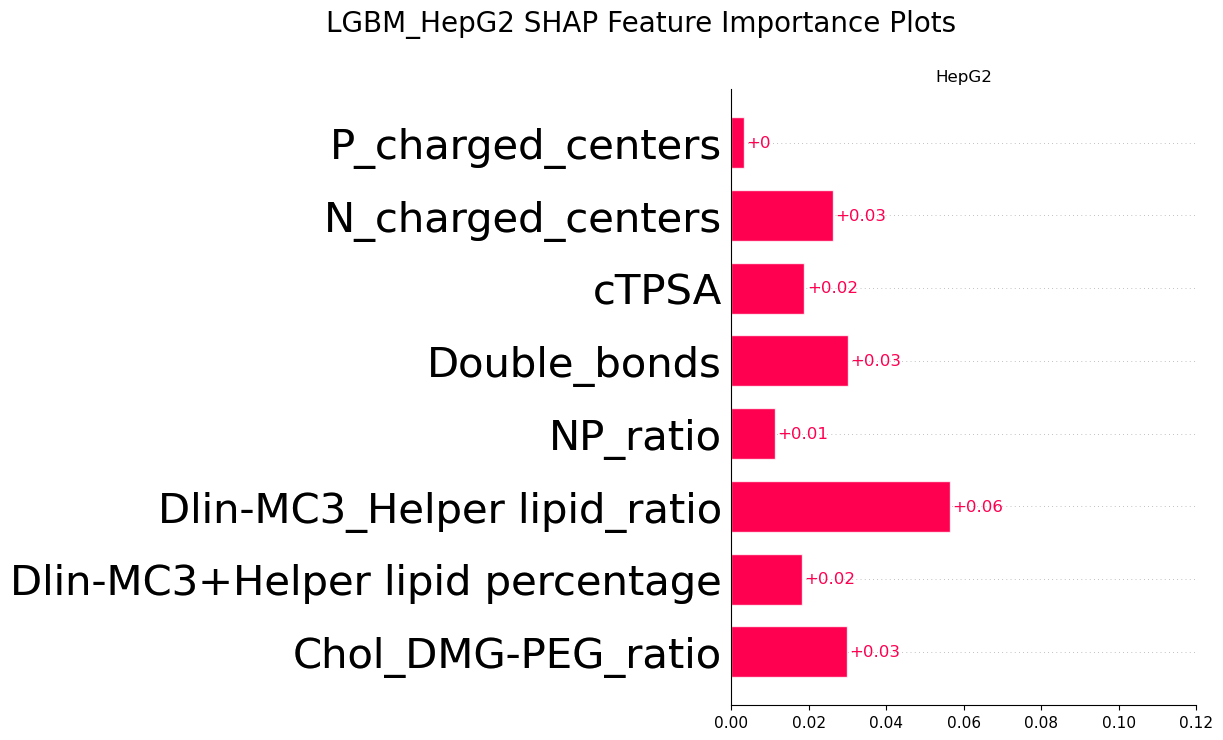 LGBM_HepG2 SHAP Feature Importance Plots
HepG2
P_charged_centers
+0
N_charged_centers
+0.03
cTPSA
+0.02
Double_bonds
+0.03
NP_ratio
+0.01
Dlin-MC3_Helper lipid_ratio
+0.06
Dlin-MC3+Helper lipid percentage
+0.02
Chol_DMG-PEG_ratio
+0.03
0.00 0.02 0.04 0.06 0.08 0.10 0.12